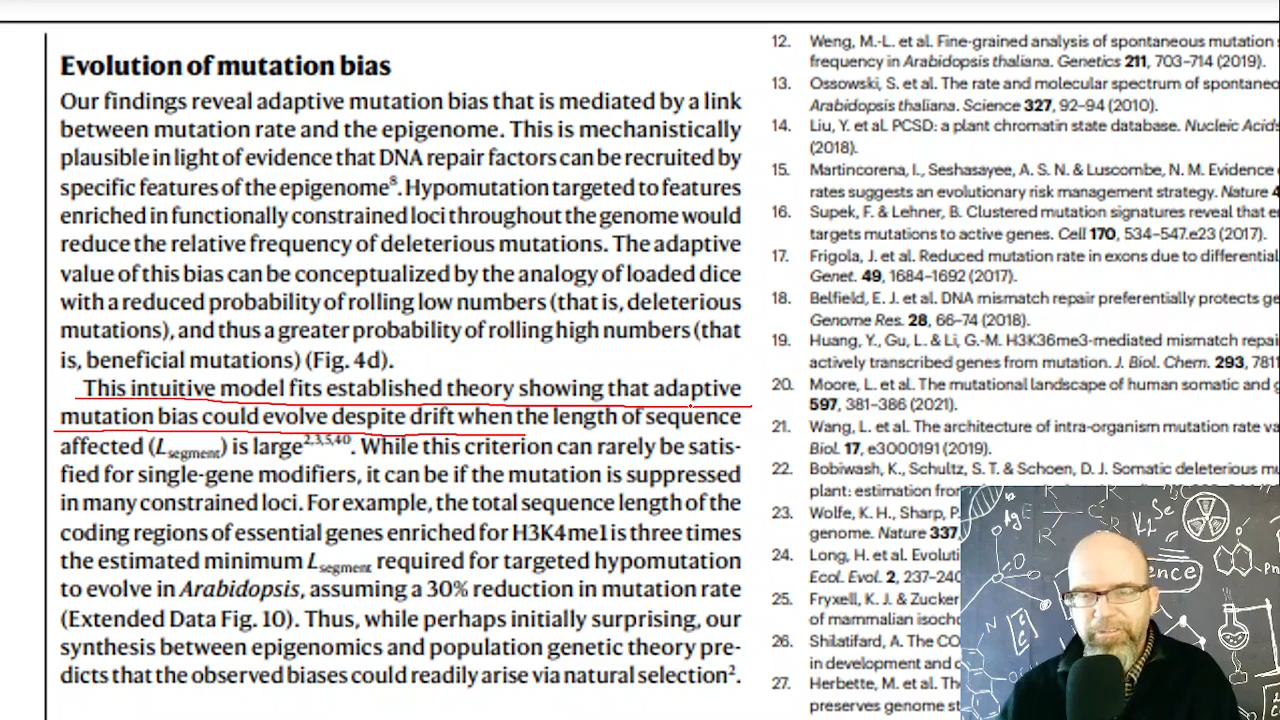 Evolution of mutation bias
Our findings reveal adaptive mutation bias that is mediated by a link
between mutation rate and the epigenome. This is mechanistically
plausible in light of evidence that DNA repair factors can be recruited by
specific features of the epigenome⁸. Hypomutation targeted to features
enriched in functionally constrained loci throughout the genome would
reduce the relative frequency of deleterious mutations. The adaptive
value of this bias can be conceptualized by the analogy of loaded dice
with a reduced probability of rolling low numbers (that is, deleterious
mutations), and thus a greater probability of rolling high numbers (that
is, beneficial mutations) (Fig. 4d).
This intuitive model fits established theory showing that adaptive
mutation bias could evolve despite drift when the length of sequence
affected (Lsegment) is large2,3,5,40. While this criterion can rarely be satis-
fied for single-gene modifiers, it can be if the mutation is suppressed
in many constrained loci. For example, the total sequence length of the
coding regions of essential genes enriched for H3K4me1 is three times
the estimated minimum Lsegment required for targeted hypomutation
to evolve in Arabidopsis, assuming a 30% reduction in mutation rate
(Extended Data Fig. 10). Thus, while perhaps initially surprising, our
synthesis between epigenomics and population genetic theory pre-
dicts that the observed biases could readily arise via natural selection².
12. Weng, M.-L. et al. Fine-grained analysis of spontaneous mutation
frequency in Arabidopsis thaliana. Genetics 211, 703–714 (2019).
13. Ossowski, S. et al. The rate and molecular spectrum of spontaneo
Arabidopsis thaliana. Science 327, 92–94 (2010).
14. Liu, Y. et al. PCSD: a plant chromatin state database. Nucleic Acids
(2018).
15. Martincorena, I., Seshasayee, A. S. N. & Luscombe, N. M. Evidence
rates suggests an evolutionary risk management strategy. Nature 4
16. Supek, F. & Lehner, B. Clustered mutation signatures reveal that e
targets mutations to active genes. Cell 170, 534–547.e23 (2017).
17. Frigola, J. et al. Reduced mutation rate in exons due to differential
Genet. 49, 1684–1692 (2017).
18. Belfield, E. J. et al. DNA mismatch repair preferentially protects ge
Genome Res. 28, 66–74 (2018).
19. Huang, Y., Gu, L. & Li, G.-M. H3K36me3-mediated mismatch repai
actively transcribed genes from mutation. J. Biol. Chem. 293, 7811
20. Moore, L. et al. The mutational landscape of human somatic and g
597, 381–386 (2021).
21. Wang, L. et al. The architecture of intra-organism mutation rate va
Biol. 17, e3000191 (2019).
22. Bobiwash, K., Schultz, S. T. & Schoen, D. J. Somatic deleterious mu
plant: estimation from
23. Wolfe, K. H., Sharp, P.
genome. Nature 337,
24. Long, H. et al. Evoluti
Ecol. Evol. 2, 237–240
25. Fryxell, K. J. & Zucker
of mammalian isocho
26. Shilatifard, A. The CO
in development and d
27. Herbette, M. et al. Th
preserves genome st